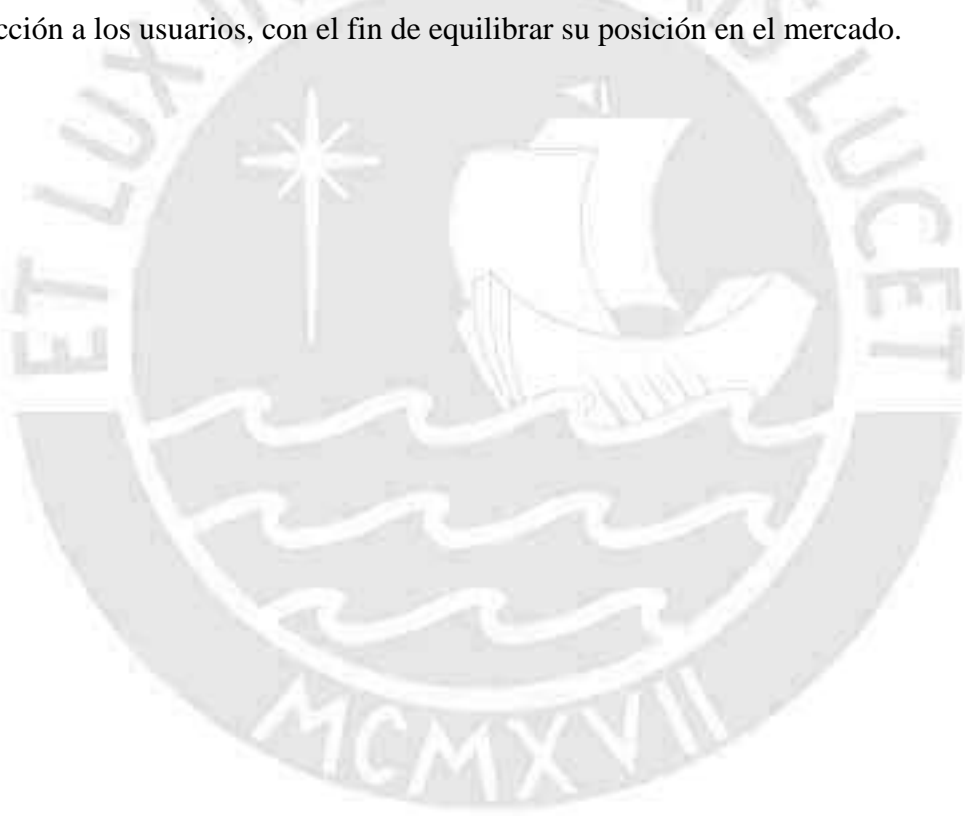 cción a los usuarios, con el fin de equilibrar su posición en el mercado.
ET LUX
LUCET
MCMXVII